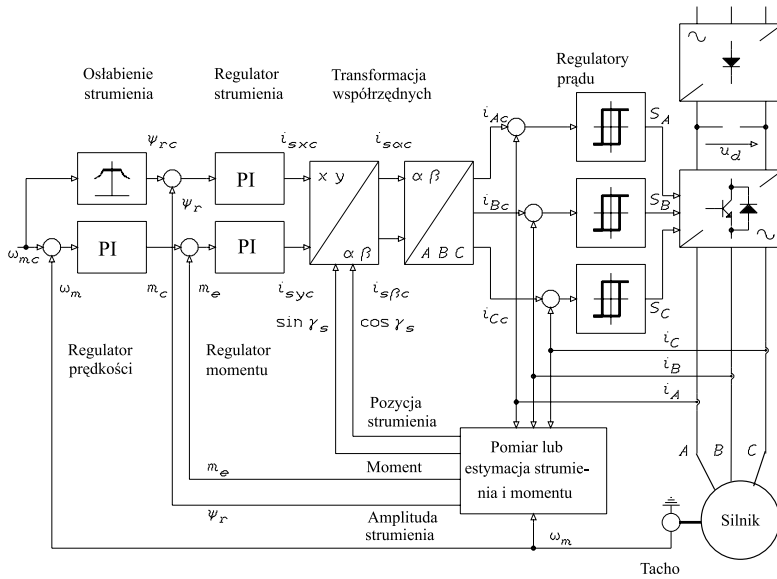 Osłabienie
strumienia
Regulator
strumienia
Transformacja
współrzędnych
Regulatory
prądu
ψrc
isxc
isαc
iAc
SA
ud
PI
x y
α β
ψr
iBc
SB
ωmc
PI
PI
α β
A B C
ωm
mc
me
isyc
isβc
iCc
SC
sin γs
cos γs
Regulator
prędkości
Regulator
momentu
iC
iB
iA
Pozycja
strumienia
Pomiar lub
estymacja strumie-
nia i momentu
A
B
C
me
Moment
ψr
Amplituda
strumienia
Silnik
ωm
Tacho